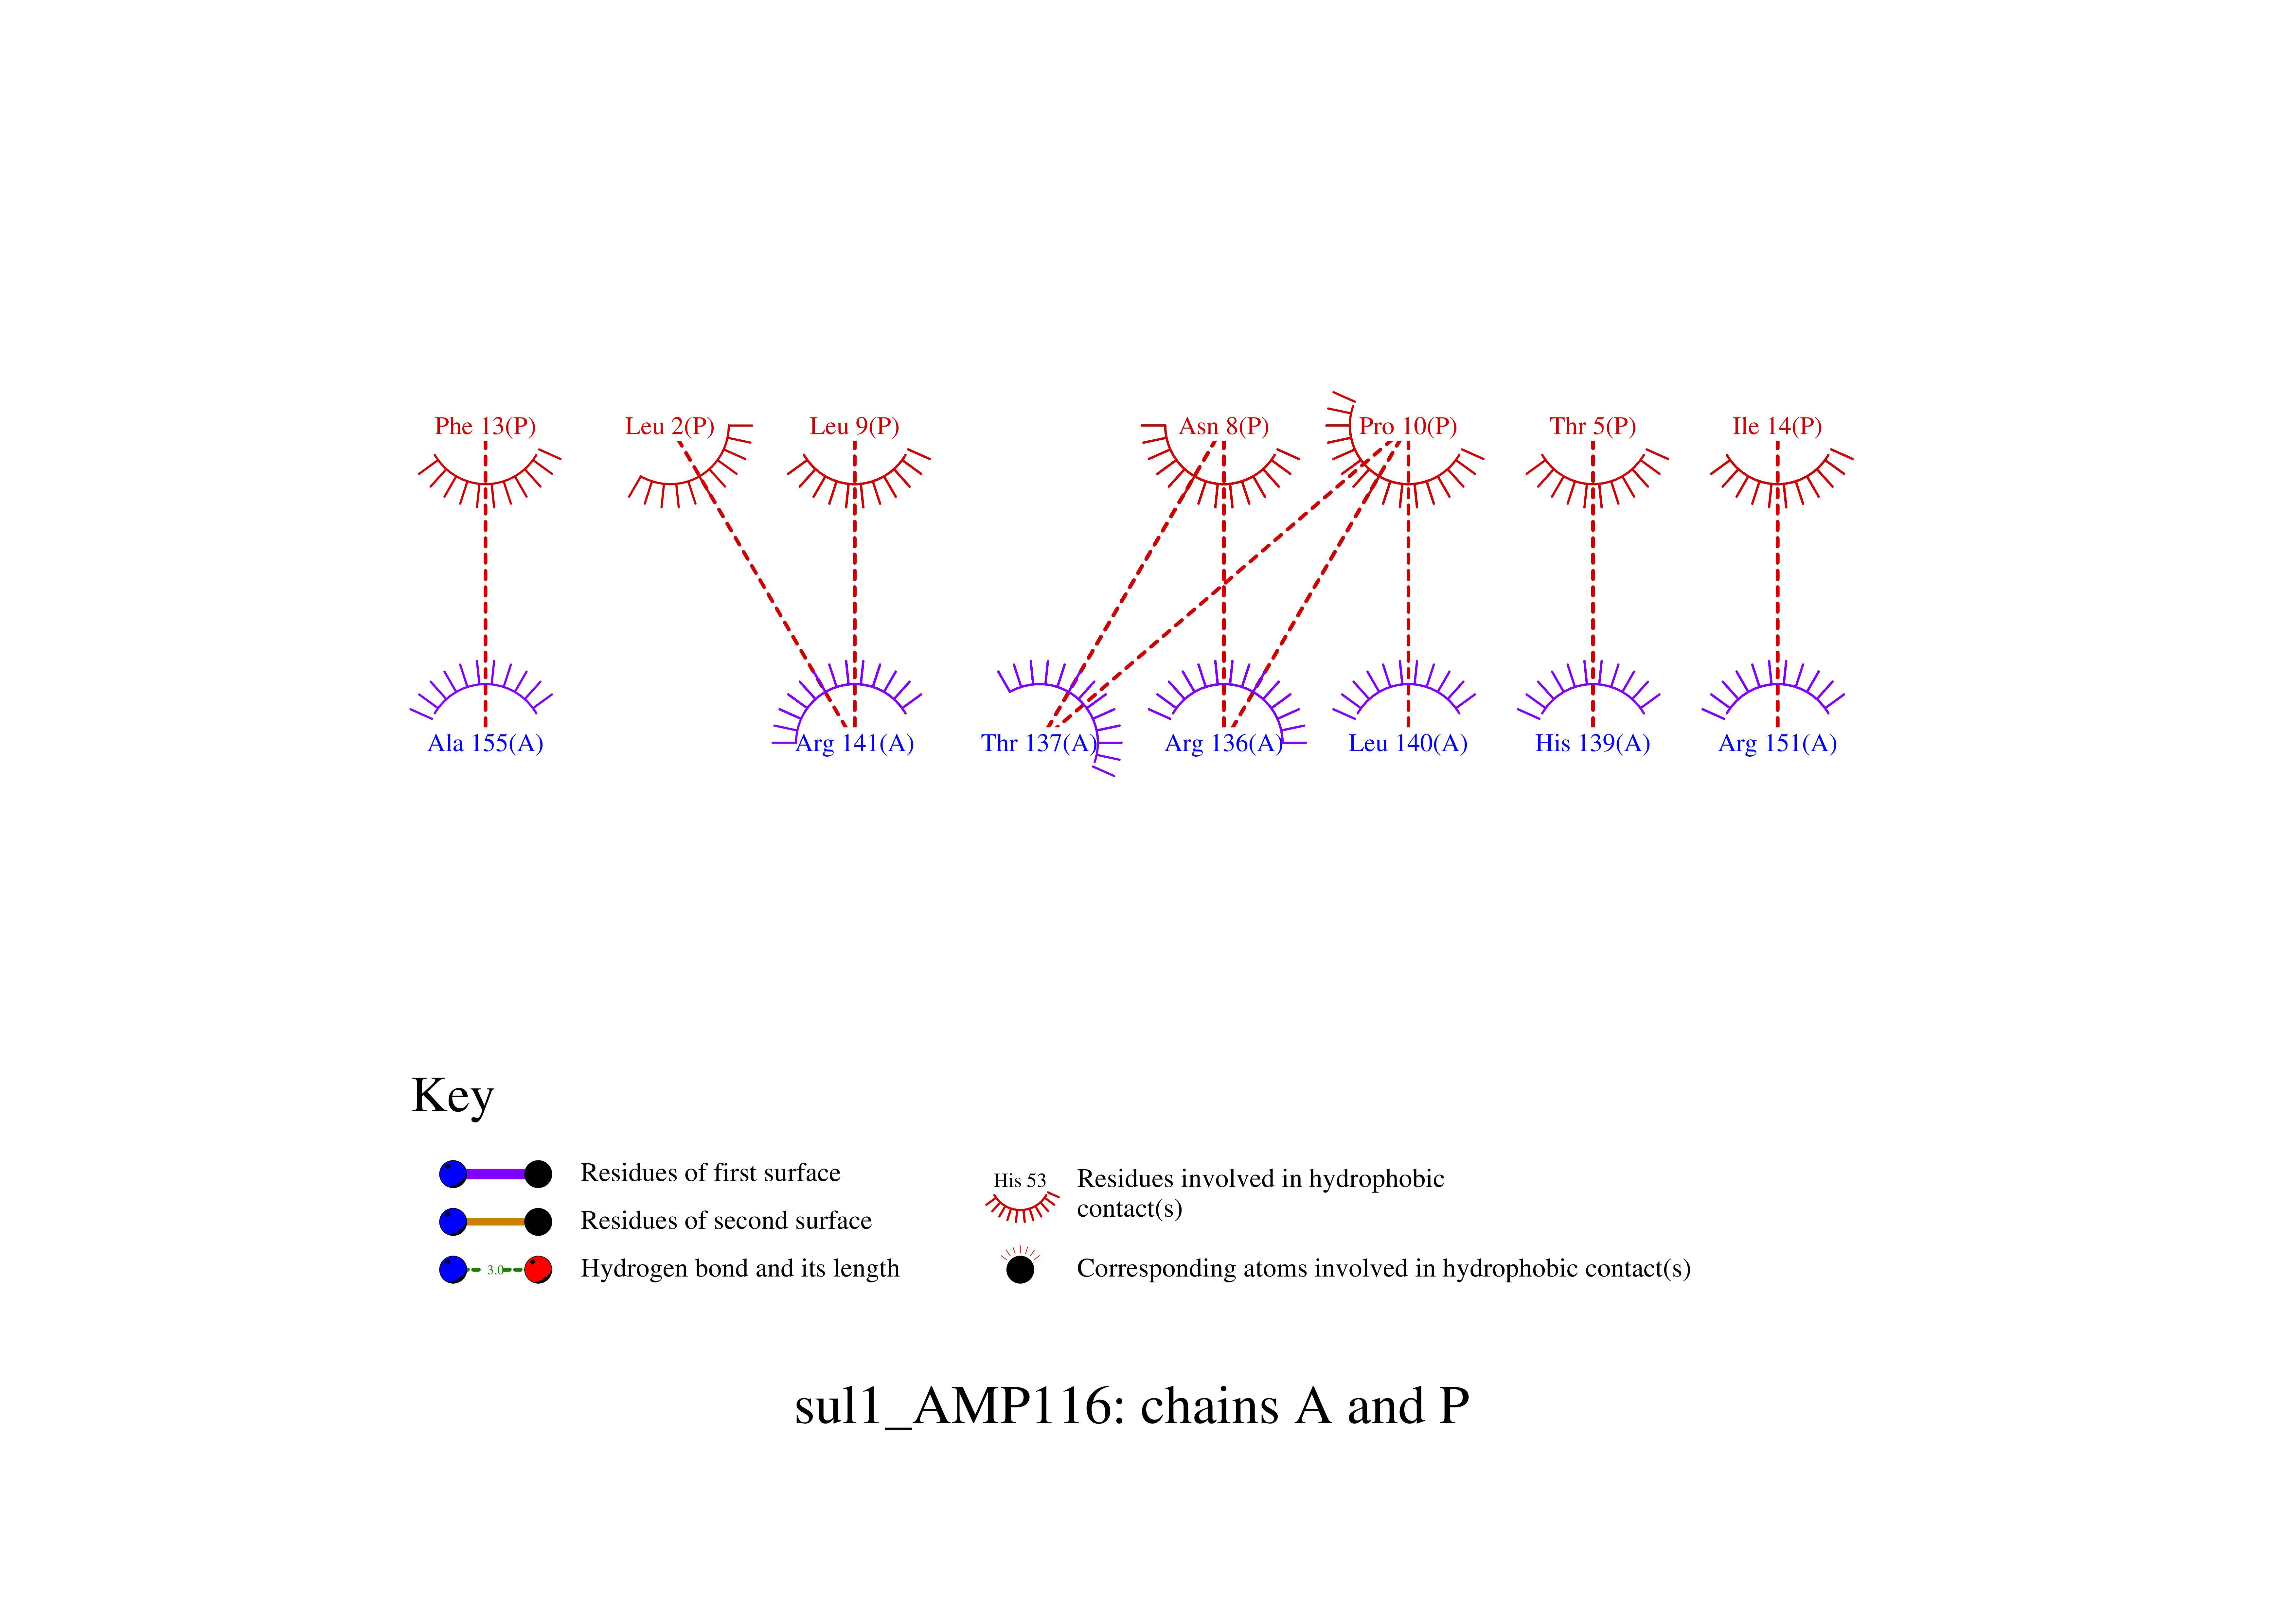 Phe 13(P) Leu 2(P) Leu 9(P) Asn 8(P) Pro 10(P) Thr 5(P) Ile 14(P)
Ala 155(A) Arg 141(A) Thr 137(A) Arg 136(A) Leu 140(A) His 139(A) Arg 151(A)
Key
Residues of first surface
Residues of second surface
3.0 Hydrogen bond and its length
His 53 Residues involved in hydrophobic
contact(s)
Corresponding atoms involved in hydrophobic contact(s)
sul1_AMP116: chains A and P